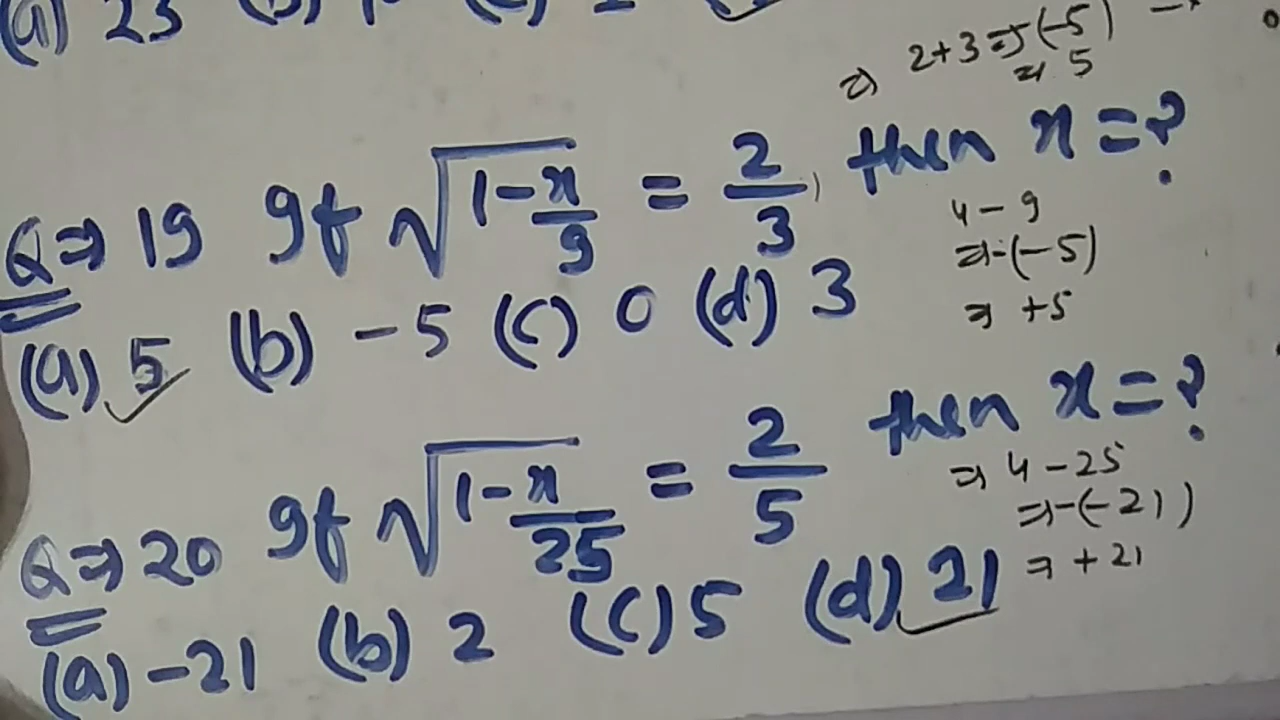 (a) 23 (b) 1
⇒ 2+3 ⇒ -(-5)
⇒ 5
Q⇒ 19 If √1-x/9 = 2/3, then x=?
4-9
⇒ -(-5)
⇒ +5
(a) 5 (b) -5 (c) 0 (d) 3
Q⇒ 20 If √1-x/25 = 2/5 then x=?
⇒ 4-25
⇒ -(-21)
⇒ +21
(a) -21 (b) 2 (c) 5 (d) 21